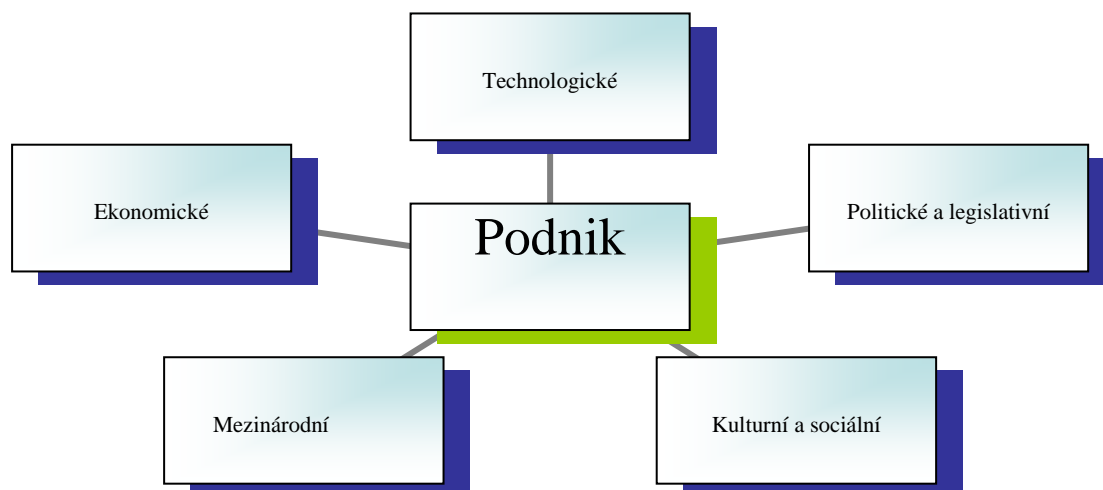 Technologické
Ekonomické
Politické a legislativní
Podnik
Mezinárodní
Kulturní a sociální